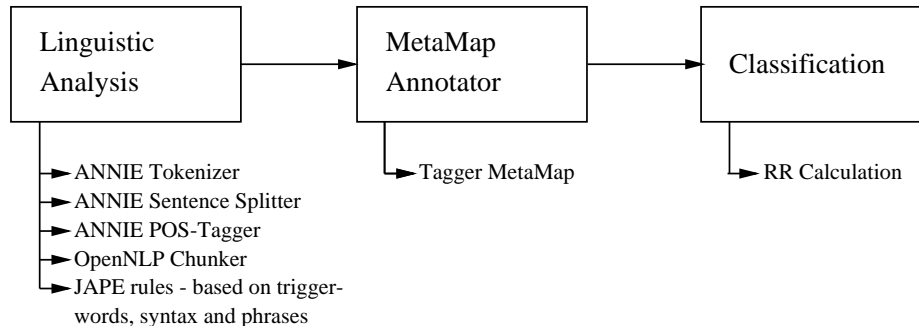 Linguistic
Analysis
MetaMap
Annotator
Classification
ANNIE Tokenizer
ANNIE Sentence Splitter
ANNIE POS-Tagger
OpenNLP Chunker
JAPE rules - based on trigger-
words, syntax and phrases
Tagger MetaMap
RR Calculation